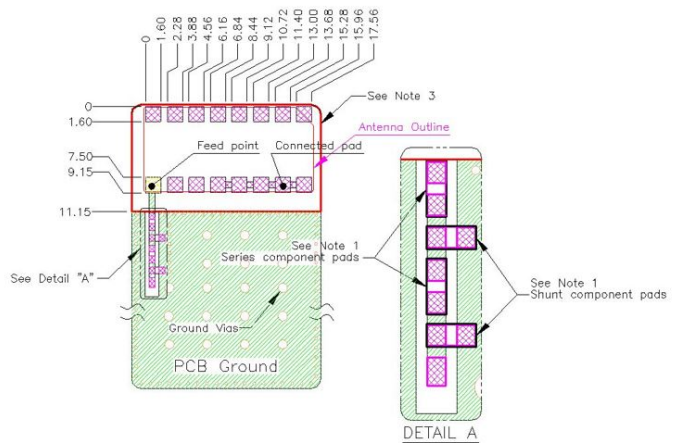 0
1.60
2.28
3.88
4.56
6.16
6.84
8.44
9.12
10.72
11.40
13.00
13.68
15.28
15.96
17.56
0
1.60
7.50
9.15
11.15
See Note 3
Antenna Outline
Feed point
Connected pad
See Detail "A"
Ground Vias
PCB Ground
See Note 1
Series component pads
See Note 1
Shunt component pads
DETAIL A